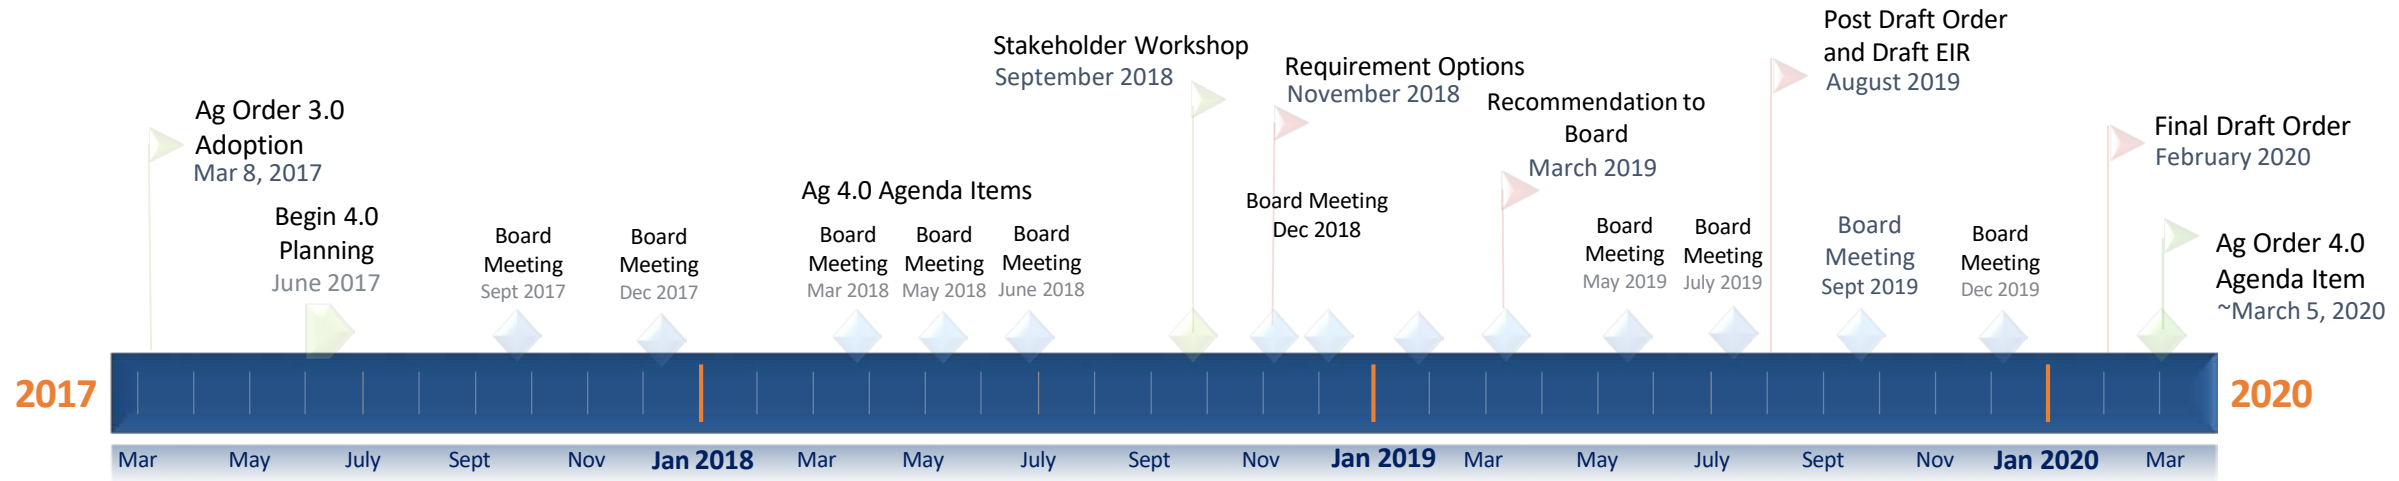 Ag Order 3.0
Adoption
Mar 8, 2017
Begin 4.0
Planning
June 2017
Board
Meeting
Sept 2017
Board
Meeting
Dec 2017
Ag 4.0 Agenda Items
Board
Meeting
Mar 2018
Board
Meeting
May 2018
Board
Meeting
June 2018
Stakeholder Workshop
September 2018
Requirement Options
November 2018
Board Meeting
Dec 2018
Recommendation to
Board
March 2019
Board
Meeting
May 2019
Board
Meeting
July 2019
Post Draft Order
and Draft EIR
August 2019
Board
Meeting
Sept 2019
Board
Meeting
Dec 2019
Final Draft Order
February 2020
Ag Order 4.0
Agenda Item
~March 5, 2020
2017
2020
Mar May July Sept Nov Jan 2018 Mar May July Sept Nov Jan 2019 Mar May July Sept Nov Jan 2020 Mar